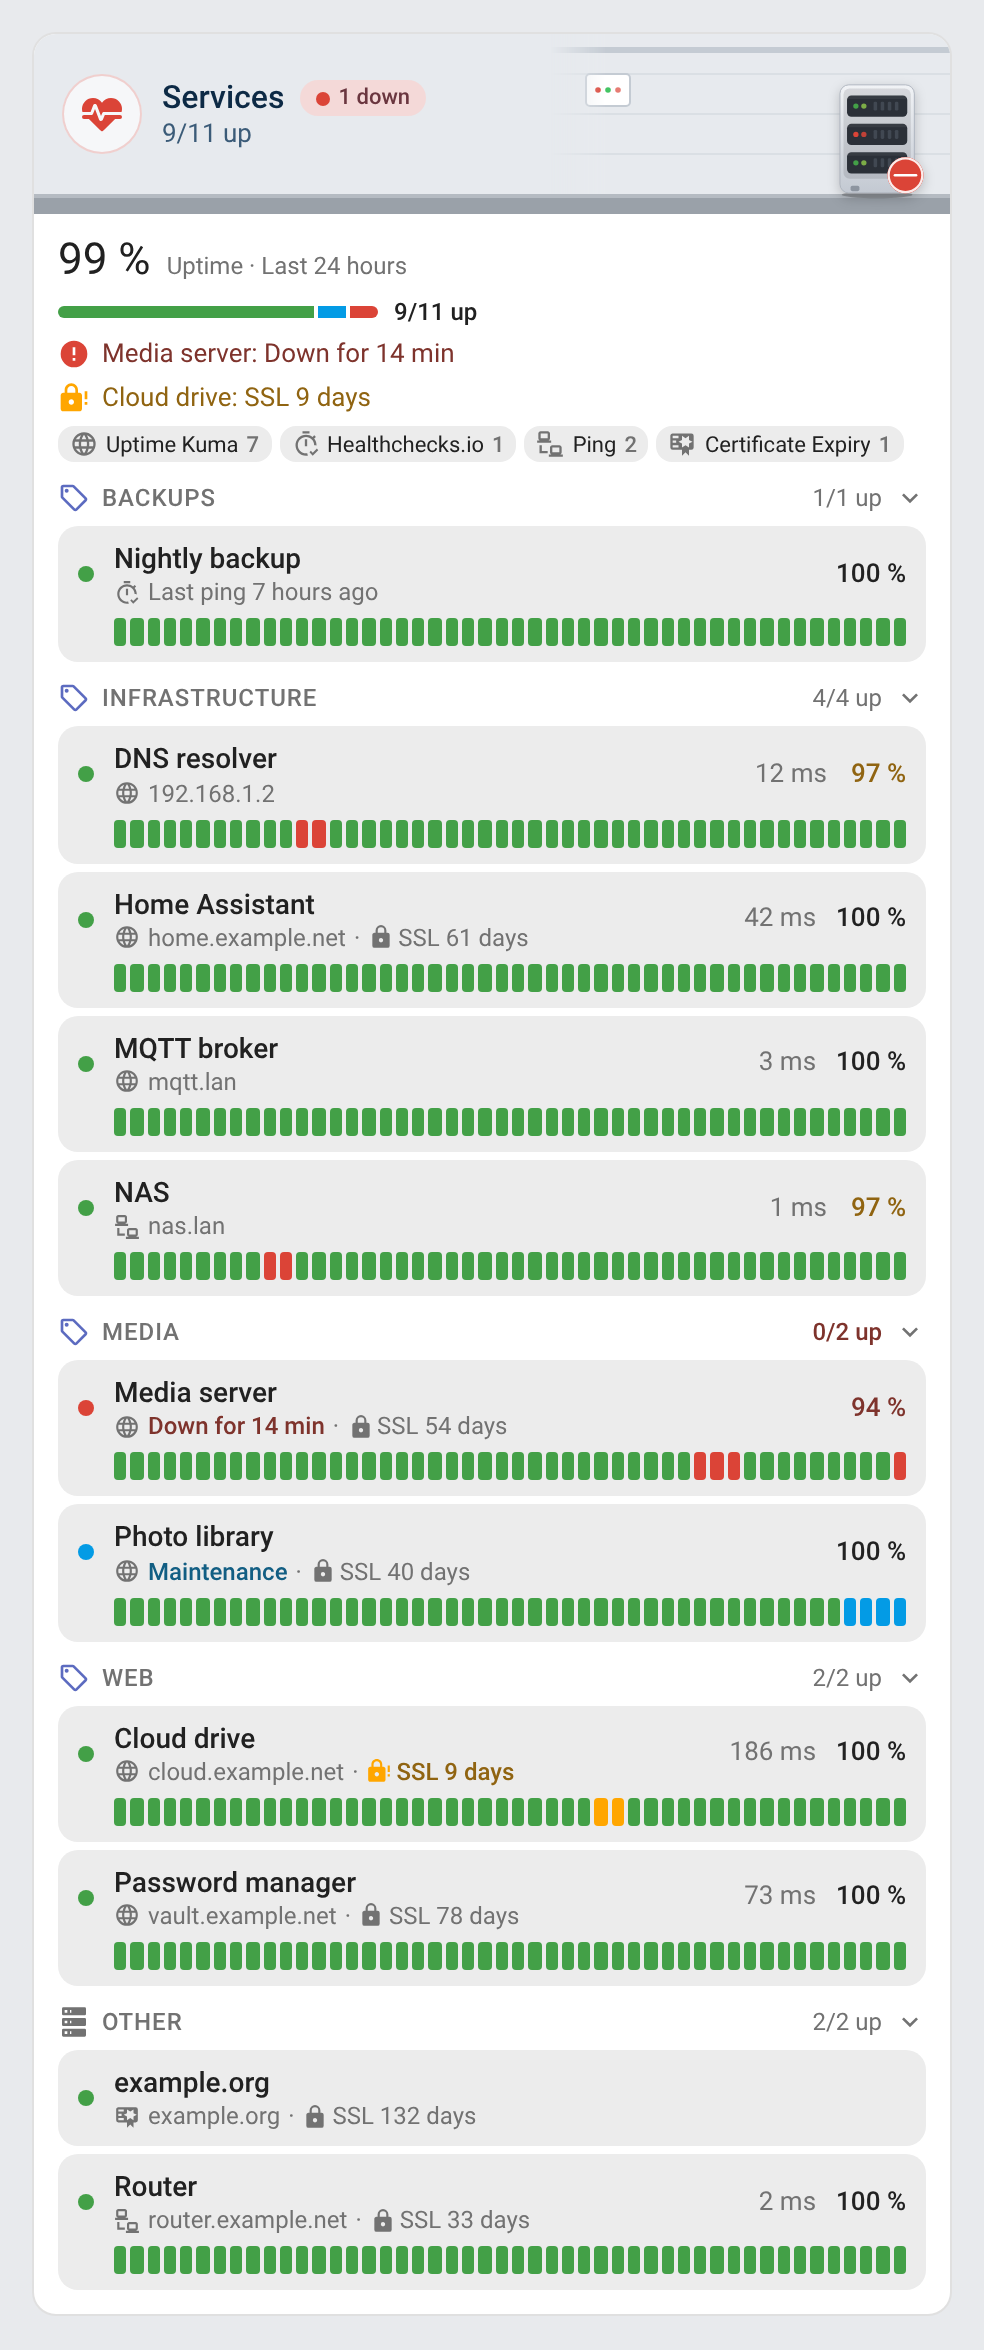 Services
1 down
9/11 up
99 % Uptime · Last 24 hours
9/11 up
Media server: Down for 14 min
Cloud drive: SSL 9 days
Uptime Kuma 7 Healthchecks.io 1 Ping 2 Certificate Expiry 1
BACKUPS 1/1 up
Nightly backup
100 %
Last ping 7 hours ago
INFRASTRUCTURE 4/4 up
DNS resolver
12 ms 97 %
192.168.1.2
Home Assistant
42 ms 100 %
home.example.net · SSL 61 days
MQTT broker
3 ms 100 %
mqtt.lan
NAS
1 ms 97 %
nas.lan
MEDIA 0/2 up
Media server
94 %
Down for 14 min · SSL 54 days
Photo library
100 %
Maintenance · SSL 40 days
WEB 2/2 up
Cloud drive
186 ms 100 %
cloud.example.net · SSL 9 days
Password manager
73 ms 100 %
vault.example.net · SSL 78 days
OTHER 2/2 up
example.org
example.org · SSL 132 days
Router
2 ms 100 %
router.example.net · SSL 33 days